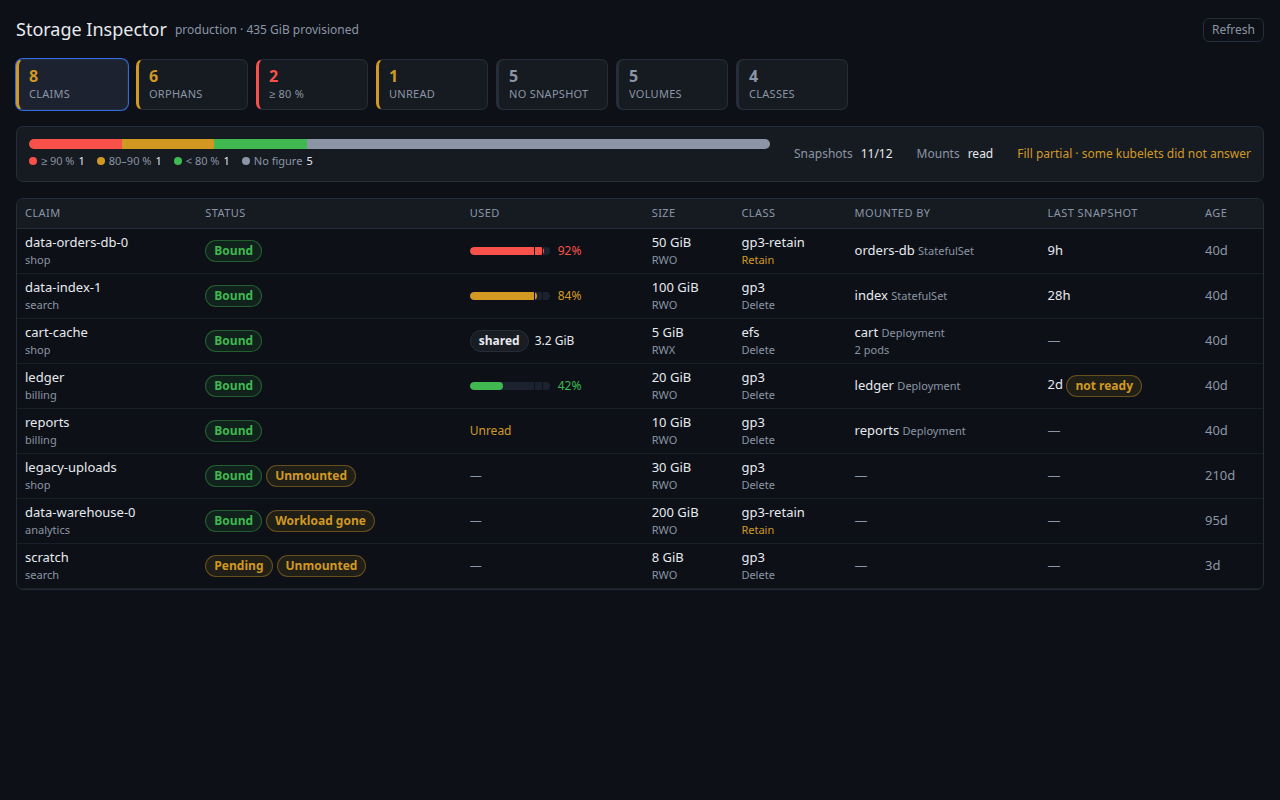 Storage Inspector production · 435 GiB provisioned Refresh
8 6 2 1 5 5 4
CLAIMS ORPHANS ≥ 80 % UNREAD NO SNAPSHOT VOLUMES CLASSES
≥ 90 % 1 80–90 % 1 < 80 % 1 No figure 5
Snapshots 11/12 Mounts read Fill partial · some kubelets did not answer
CLAIM STATUS USED SIZE CLASS MOUNTED BY LAST SNAPSHOT AGE
data-orders-db-0 Bound 92% 50 GiB gp3-retain orders-db StatefulSet 9h 40d
shop RWO Retain
data-index-1 Bound 84% 100 GiB gp3 index StatefulSet 28h 40d
search RWO Delete
cart-cache Bound shared 3.2 GiB 5 GiB efs cart Deployment — 40d
shop RWX Delete 2 pods
ledger Bound 42% 20 GiB gp3 ledger Deployment 2d not ready 40d
billing RWO Delete
reports Bound Unread 10 GiB gp3 reports Deployment — 40d
billing RWO Delete
legacy-uploads Bound Unmounted — 30 GiB gp3 — — 210d
shop RWO Delete
data-warehouse-0 Bound Workload gone — 200 GiB gp3-retain — — 95d
analytics RWO Retain
scratch Pending Unmounted — 8 GiB gp3 — — 3d
search RWO Delete